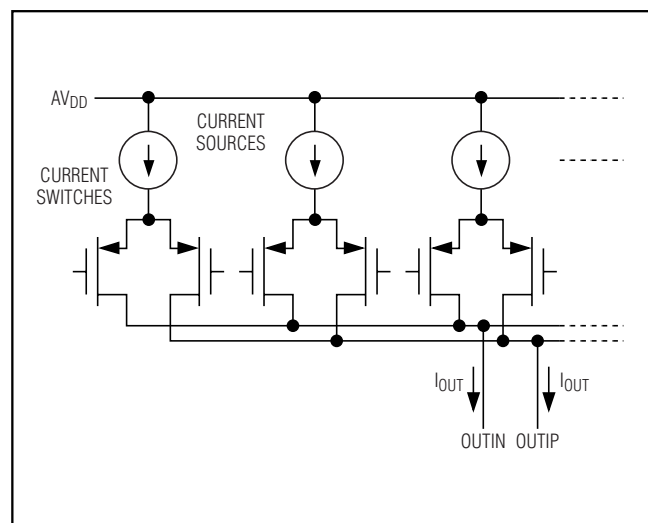 AVDD
CURRENT
SOURCES
CURRENT
SWITCHES
IOUT
IOUT
OUTIN
OUTIP